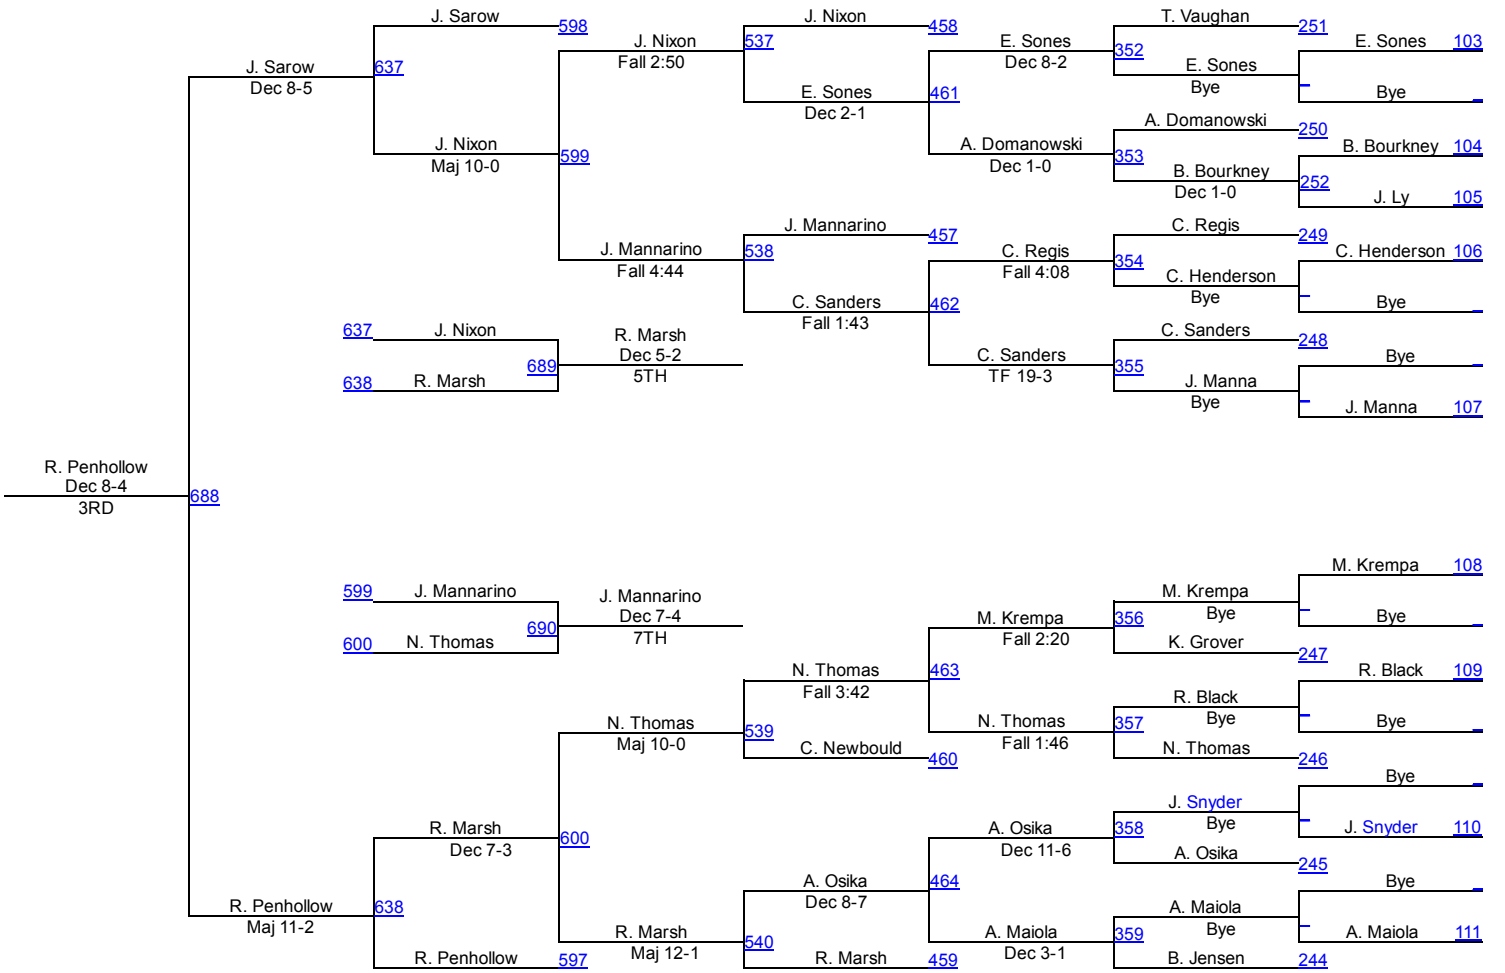 J. Sarow 598
J. Nixon 458
T. Vaughan 251
J. Nixon 537
Fall 2:50
E. Sones 352
Dec 8-2
E. Sones 103
J. Sarow 637
Dec 8-5
E. Sones
Bye
E. Sones 461
Dec 2-1
Bye
A. Domanowski 250
J. Nixon 599
Maj 10-0
A. Domanowski 353
Dec 1-0
B. Bourkney 104
B. Bourkney 252
Dec 1-0
J. Ly 105
J. Mannarino 457
C. Regis 249
J. Mannarino 538
Fall 4:44
C. Regis 354
Fall 4:08
C. Henderson 106
C. Henderson
Bye
C. Sanders 462
Fall 1:43
Bye
637 J. Nixon
R. Marsh
Dec 5-2
5TH
C. Sanders 248
689
C. Sanders 355
TF 19-3
Bye
638 R. Marsh
J. Manna
Bye
J. Manna 107
R. Penhollow
Dec 8-4
3RD
688
M. Krempa 108
599 J. Mannarino
J. Mannarino
Dec 7-4
7TH
M. Krempa
Bye
690
M. Krempa 356
Fall 2:20
Bye
600 N. Thomas
K. Grover 247
N. Thomas 463
Fall 3:42
R. Black 109
R. Black
Bye
N. Thomas 539
Maj 10-0
N. Thomas 357
Fall 1:46
Bye
C. Newbould 460
N. Thomas 246
Bye
J. Snyder
Bye
R. Marsh 600
Dec 7-3
A. Osika 358
Dec 11-6
J. Snyder 110
A. Osika 245
A. Osika 464
Dec 8-7
Bye
R. Penhollow 638
Maj 11-2
A. Maiola
Bye
R. Marsh 540
Maj 12-1
A. Maiola 359
Dec 3-1
A. Maiola 111
R. Penhollow 597
R. Marsh 459
B. Jensen 244